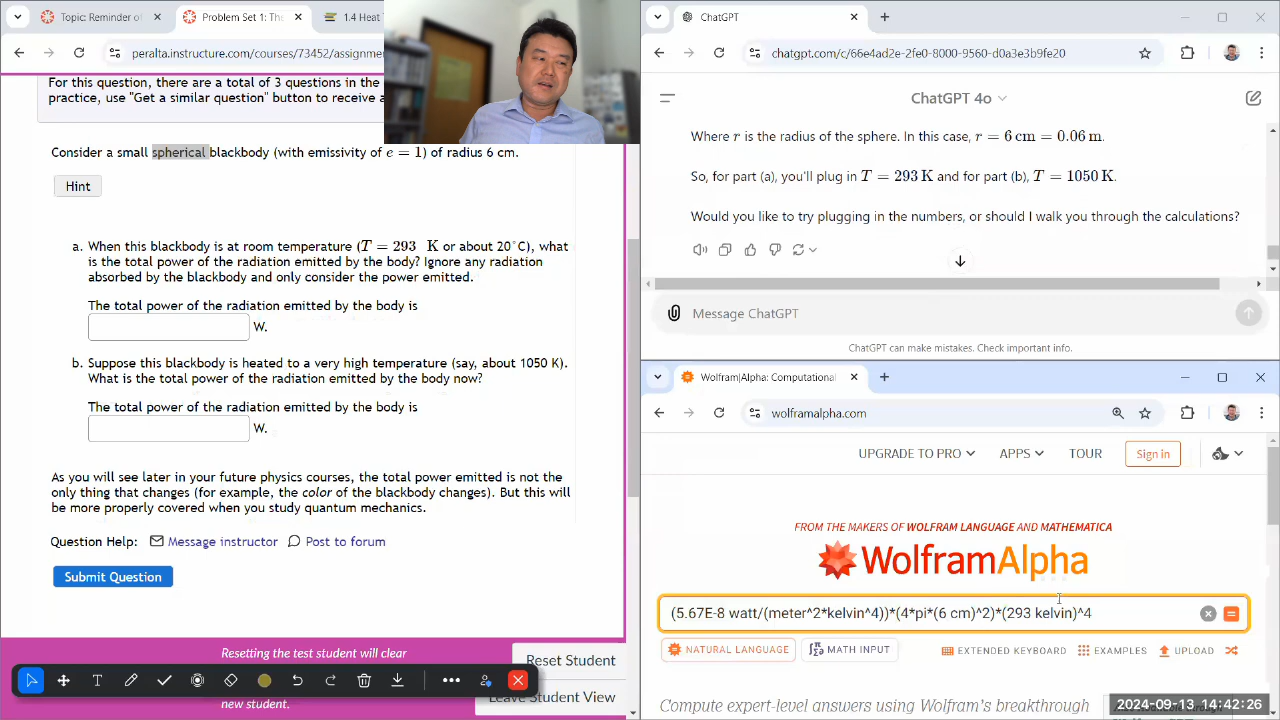 Topic: Reminder of
Problem Set 1: The
1.4 Heat T
peralta.instructure.com/courses/73452/assignme
For this question, there are a total of 3 questions in the
practice, use "Get a similar question" button to receive a
Consider a small spherical blackbody (with emissivity of e = 1) of radius 6 cm.
Hint
a. When this blackbody is at room temperature (T = 293 K or about 20°C), what
is the total power of the radiation emitted by the body? Ignore any radiation
absorbed by the blackbody and only consider the power emitted.
The total power of the radiation emitted by the body is
W.
b. Suppose this blackbody is heated to a very high temperature (say, about 1050 K).
What is the total power of the radiation emitted by the body now?
The total power of the radiation emitted by the body is
W.
As you will see later in your future physics courses, the total power emitted is not the
only thing that changes (for example, the color of the blackbody changes). But this will
be more properly covered when you study quantum mechanics.
Question Help: Message instructor Post to forum
Submit Question
Resetting the test student will clear
new student.
Reset Student
Leave Student View
ChatGPT
chatgpt.com/c/66e4ad2e-2fe0-8000-9560-d0a3e3b9fe20
ChatGPT 4o
Where r is the radius of the sphere. In this case, r = 6 cm = 0.06 m.
So, for part (a), you'll plug in T = 293 K and for part (b), T = 1050 K.
Would you like to try plugging in the numbers, or should I walk you through the calculations?
Message ChatGPT
ChatGPT can make mistakes. Check important info.
Wolfram|Alpha: Computational
wolframalpha.com
UPGRADE TO PRO APPS TOUR Sign in
FROM THE MAKERS OF WOLFRAM LANGUAGE AND MATHEMATICA
WolframAlpha
(5.67E-8 watt/(meter^2*kelvin^4))*(4*pi*(6 cm)^2)*(293 kelvin)^4
NATURAL LANGUAGE MATH INPUT EXTENDED KEYBOARD EXAMPLES UPLOAD
Compute expert-level answers using Wolfram's breakthrough
2024-09-13 14:42:26